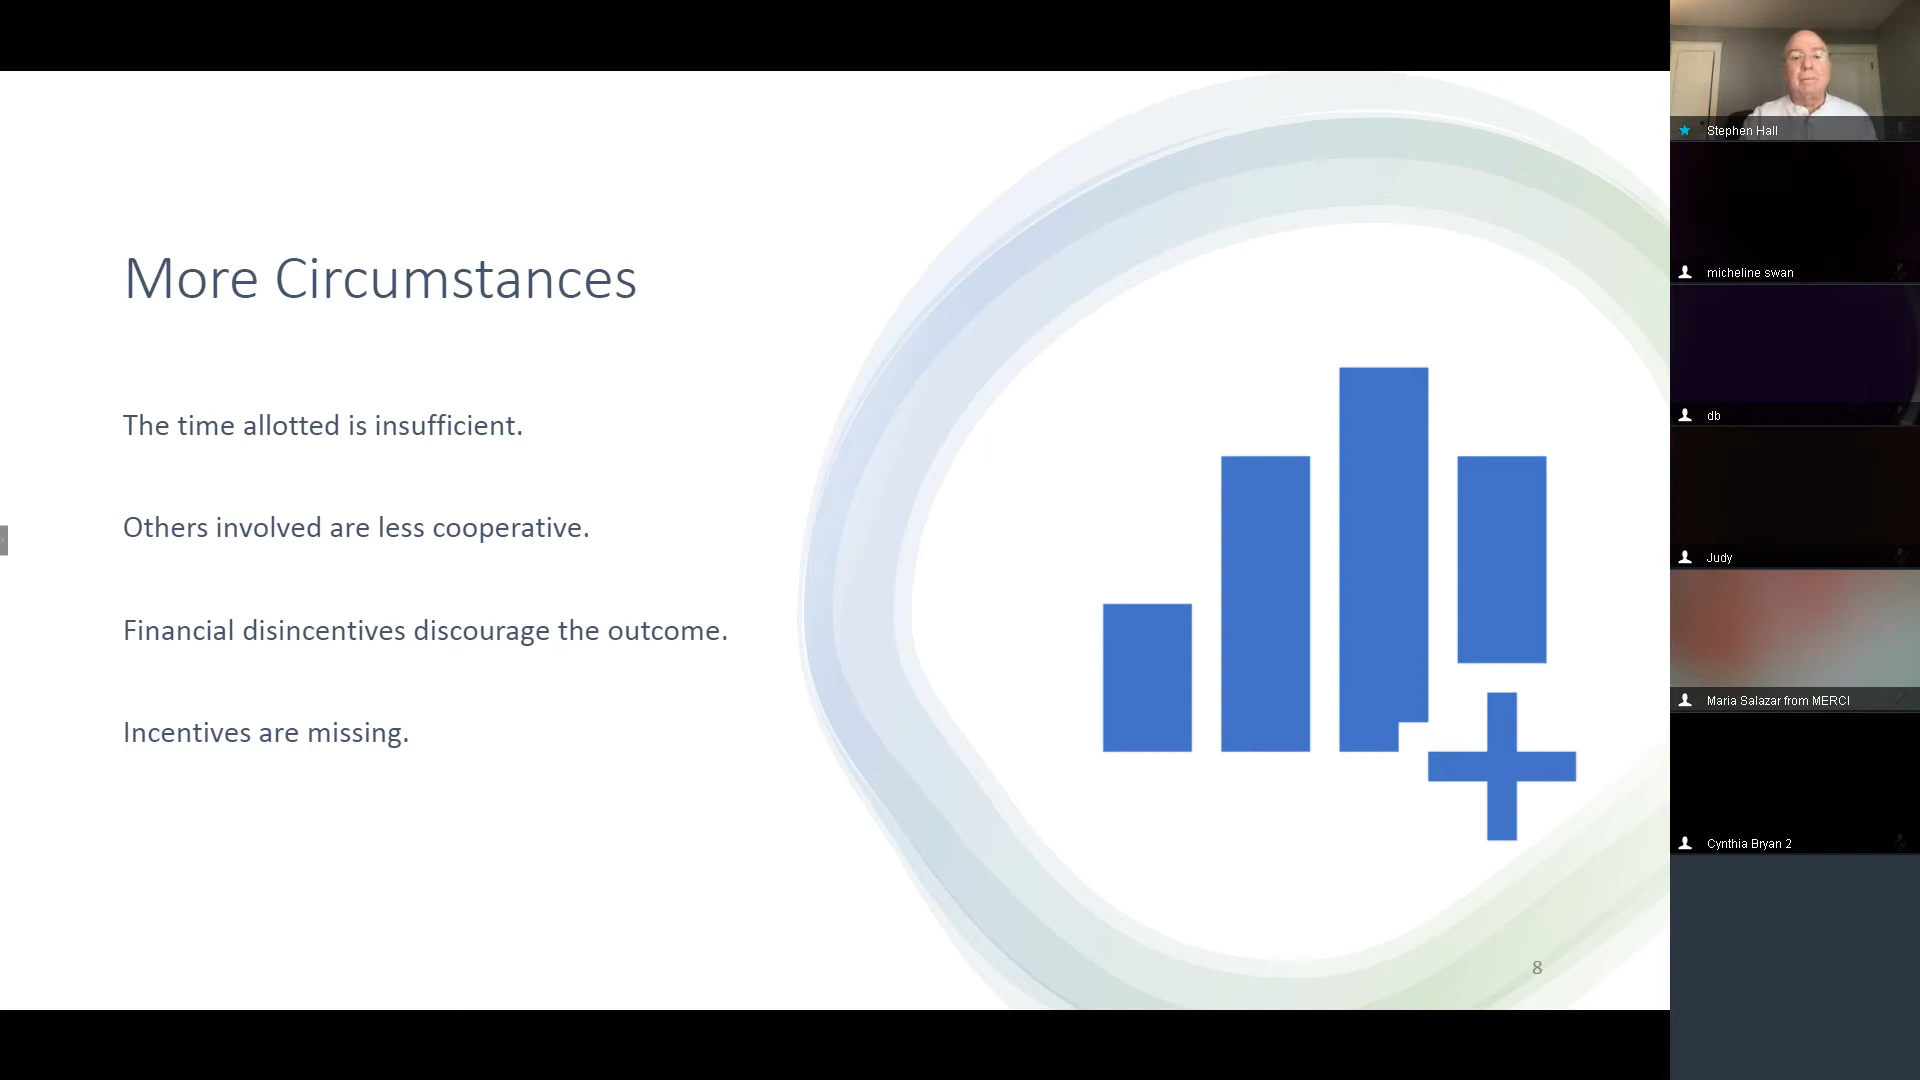 More Circumstances
The time allotted is insufficient.
Others involved are less cooperative.
Financial disincentives discourage the outcome.
Incentives are missing.
8
Stephen Hall
micheline swan
db
Judy
Maria Salazar from MERCI
Cynthia Bryan 2